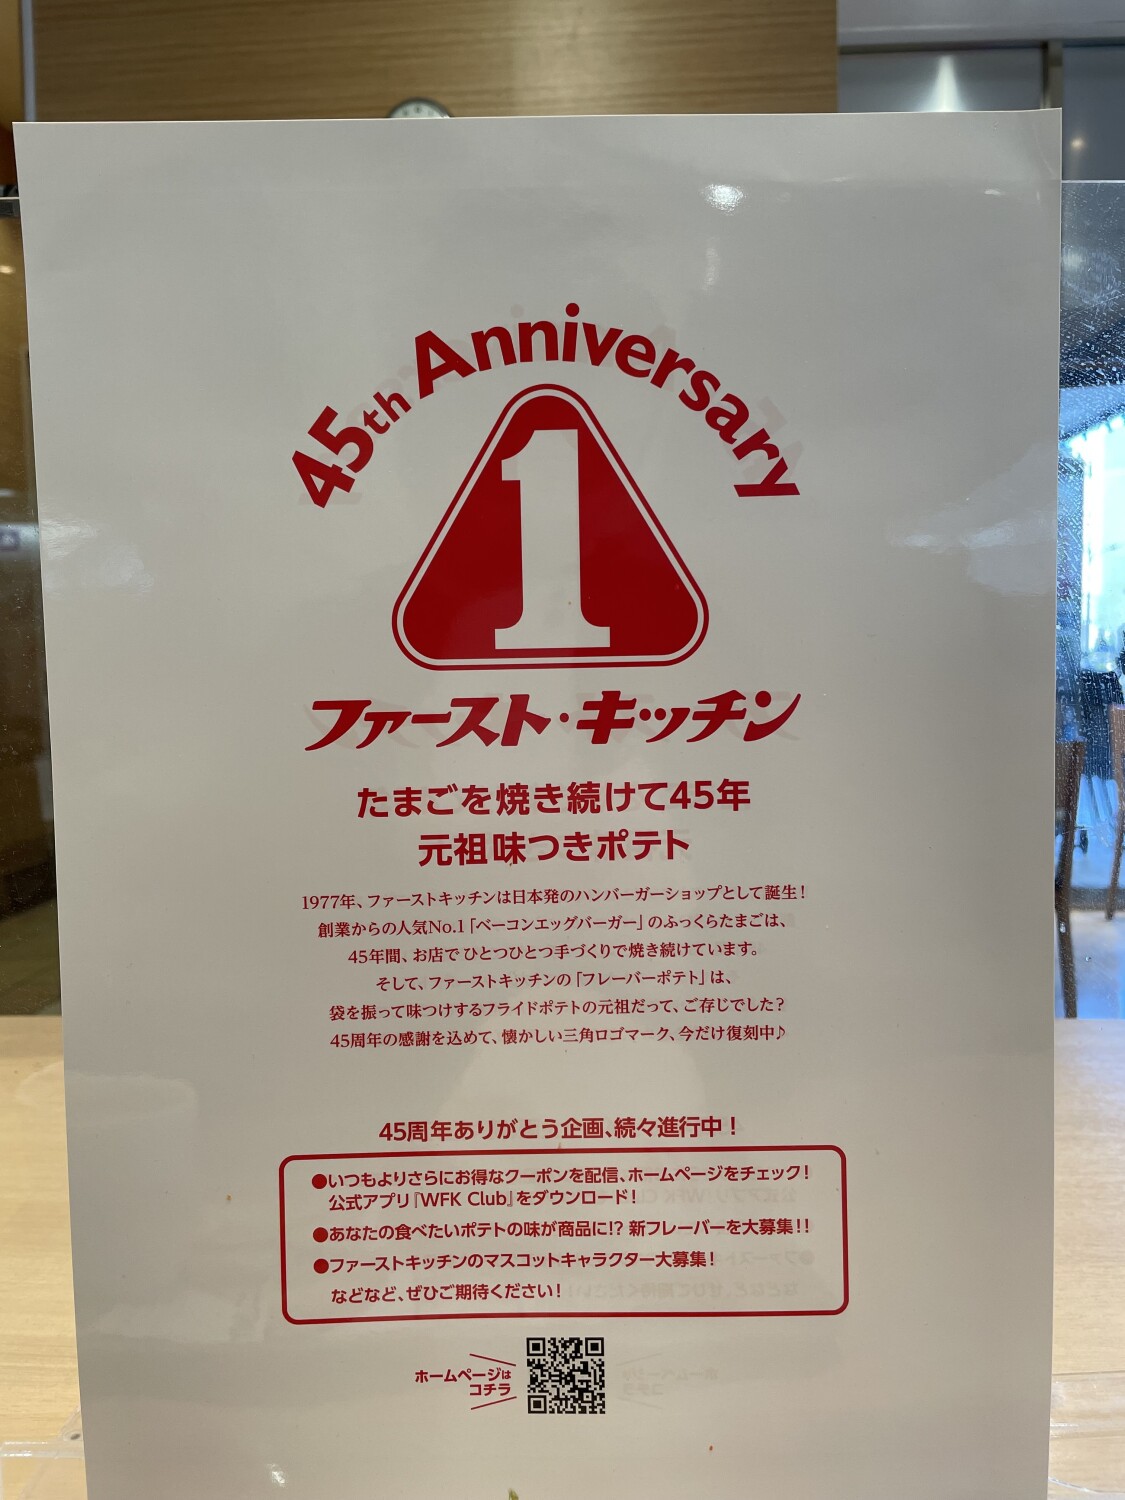 45th Anniversary
1
ファースト・キッチン
たまごを焼き続けて45年
元祖味つきポテト
1977年、ファーストキッチンは日本発のハンバーガーショップとして誕生!
創業からの人気No.1「ベーコンエッグバーガー」のふっくらたまごは、
45年間、お店で ひとつひとつ手づくりで焼き続けています。
そして、ファーストキッチンの「フレーバーポテト」は、
袋を振って味つけするフライドポテトの元祖だって、ご存じでした?
45周年の感謝を込めて、懐かしい三角ロゴマーク、今だけ復刻中♪
45周年ありがとう企画、続々進行中!
●いつもよりさらにお得なクーポンを配信、ホームページをチェック!
公式アプリ『WFK Club』をダウンロード!
●あなたの食べたいポテトの味が商品に!? 新フレーバーを大募集!!
●ファーストキッチンのマスコットキャラクター大募集!
などなど、ぜひご期待ください!
ホームページは
コチラ